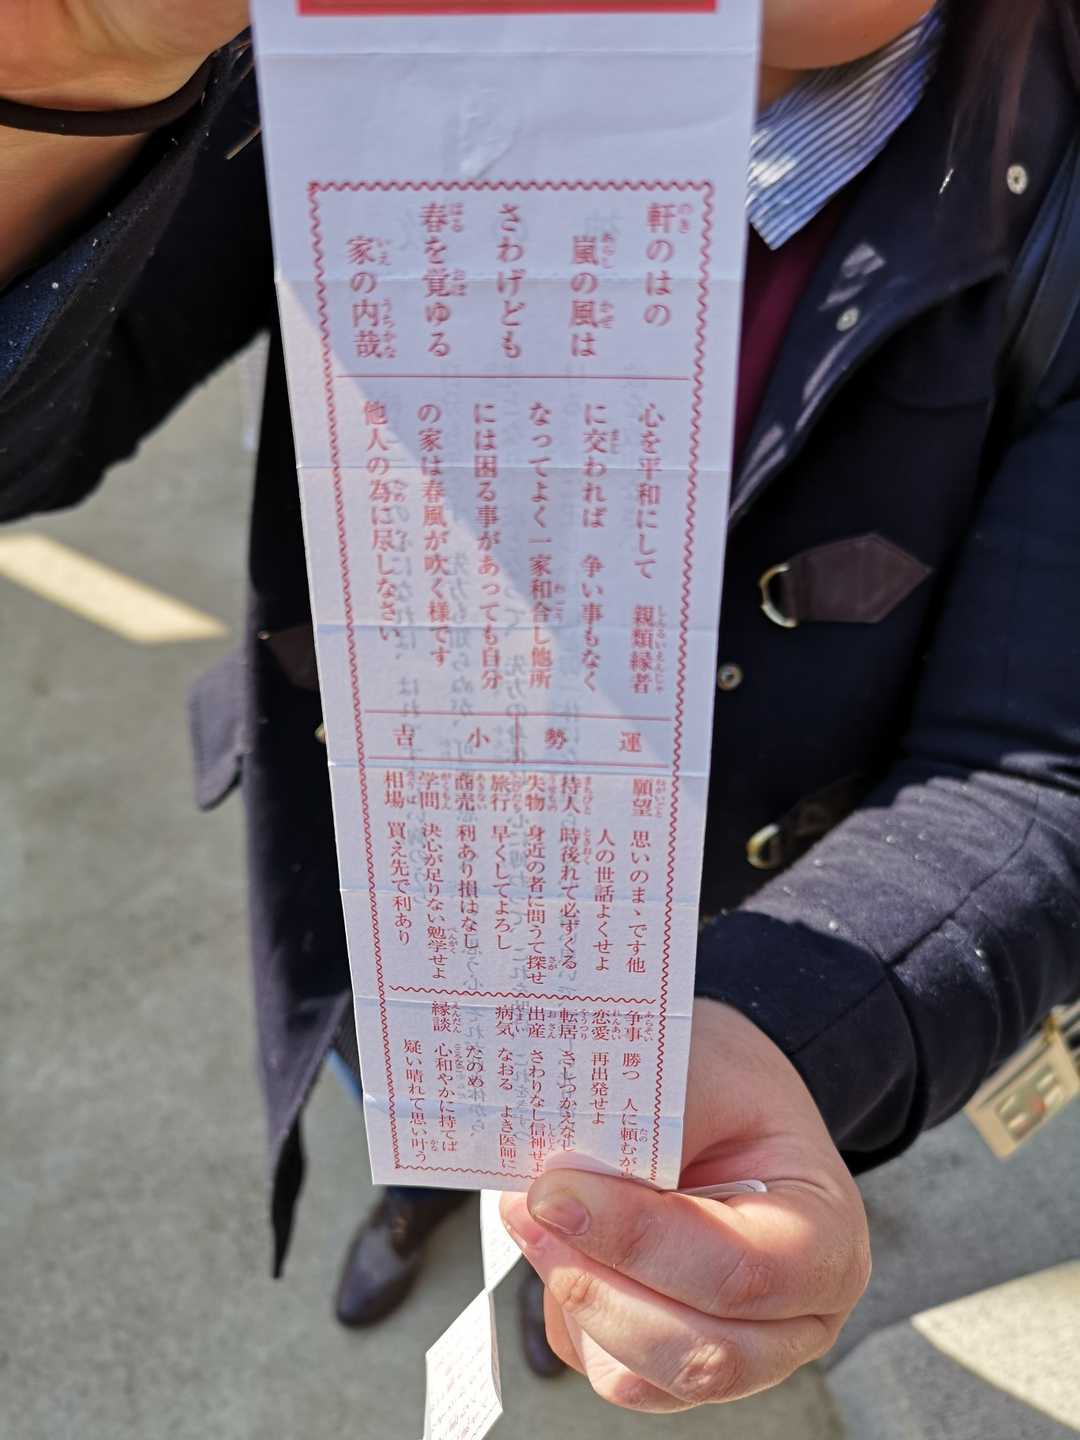 軒のはの
嵐の風は
さわげども
春を覚ゆる
家の内哉
心を平和にして 親類縁者
に交われば 争い事もなく
なってよく一家和合し他所
には困る事があっても自分
の家は春風が吹く様です
他人の為に尽しなさい
運勢 小吉
願望 思いのまゝです他
人の世話よくせよ
待人 時後れて必ずくる
失物 身近の者に問うて探せ
旅行 早くしてよろし
商売 利あり損はなし
学問 決心が足りない勉学せよ
相場 買え先で利あり
争事 勝つ 人に頼むが
恋愛 再出発せよ
転居 さしつかえなし
出産 さわりなし信神せよ
病気 なおる よき医師に
たのめ
縁談 心和やかに持てば
疑い晴れて思い叶う